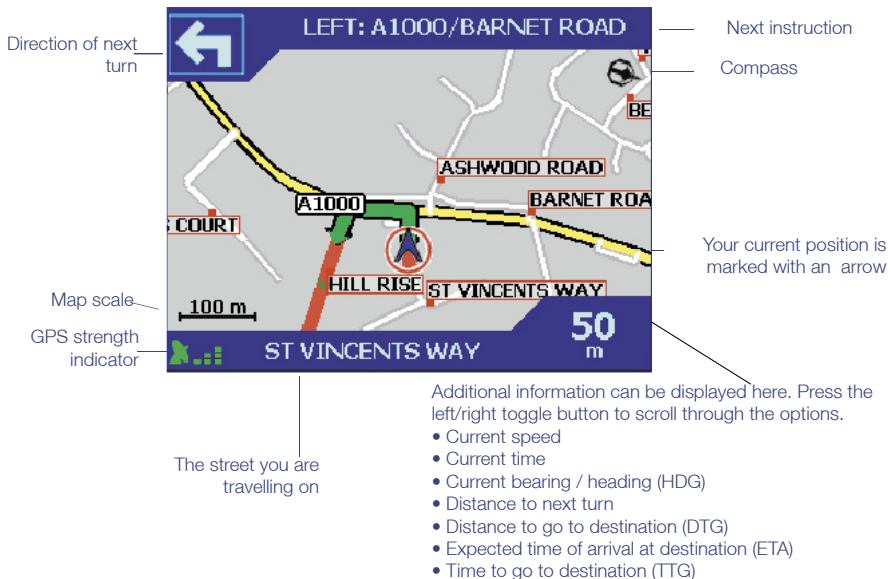 LEFT: A1000/BARNET ROAD
Next instruction
Direction of next
turn
Compass
BE
ASHWOOD ROAD
A1000
BARNET ROA
COURT
Your current position is
marked with an arrow
HILL RISE
ST VINCENTS WAY
Map scale
100 m
GPS strength
indicator
ST VINCENTS WAY
50
m
Additional information can be displayed here. Press the
left/right toggle button to scroll through the options.
• Current speed
• Current time
• Current bearing / heading (HDG)
• Distance to next turn
• Distance to go to destination (DTG)
• Expected time of arrival at destination (ETA)
• Time to go to destination (TTG)
The street you are
travelling on